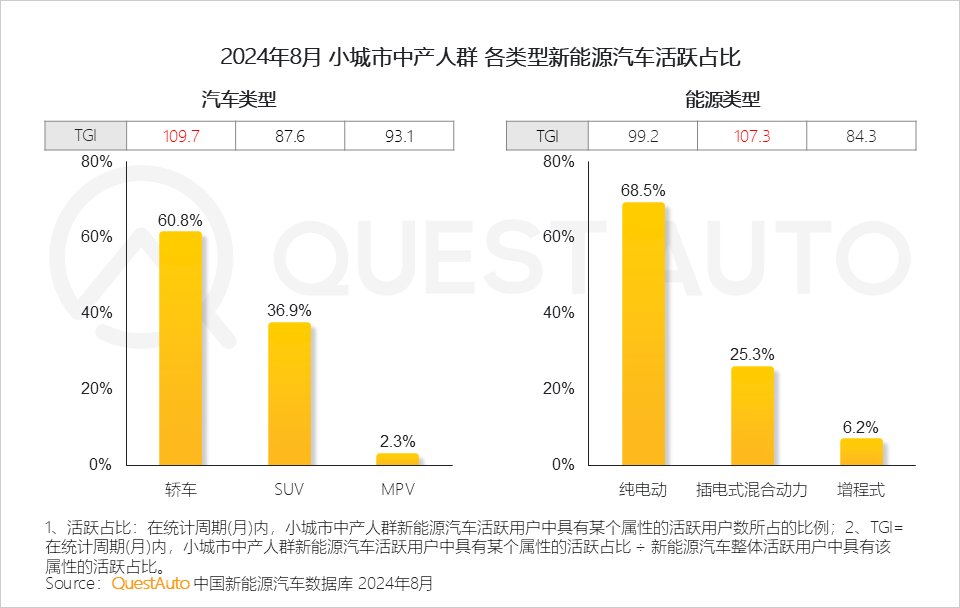 2024年8月 小城市中产人群 各类型新能源汽车活跃占比
汽车类型
TGI 109.7 87.6 93.1
80%
60%
40%
20%
0%
60.8%
36.9%
2.3%
轿车 SUV MPV
能源类型
TGI 99.2 107.3 84.3
80%
60%
40%
20%
0%
68.5%
25.3%
6.2%
纯电动 插电式混合动力 增程式
QUEST AUTO
1、活跃占比：在统计周期(月)内，小城市中产人群新能源汽车活跃用户中具有某个属性的活跃用户数所占的比例；2、TGI=
在统计周期(月)内，小城市中产人群新能源汽车活跃用户中具有某个属性的活跃占比 ÷ 新能源汽车整体活跃用户中具有该
属性的活跃占比。
Source：QuestAuto 中国新能源汽车数据库 2024年8月